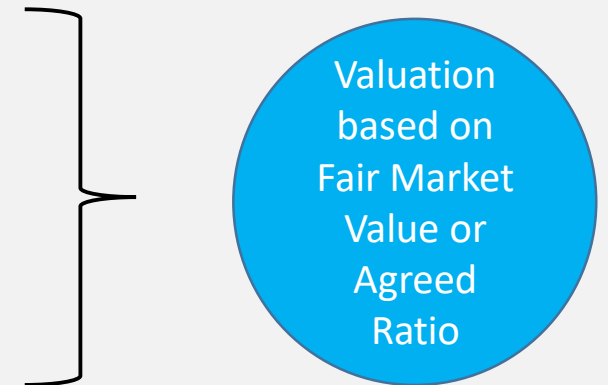 Valuation
based on
Fair Market
Value or
Agreed
Ratio